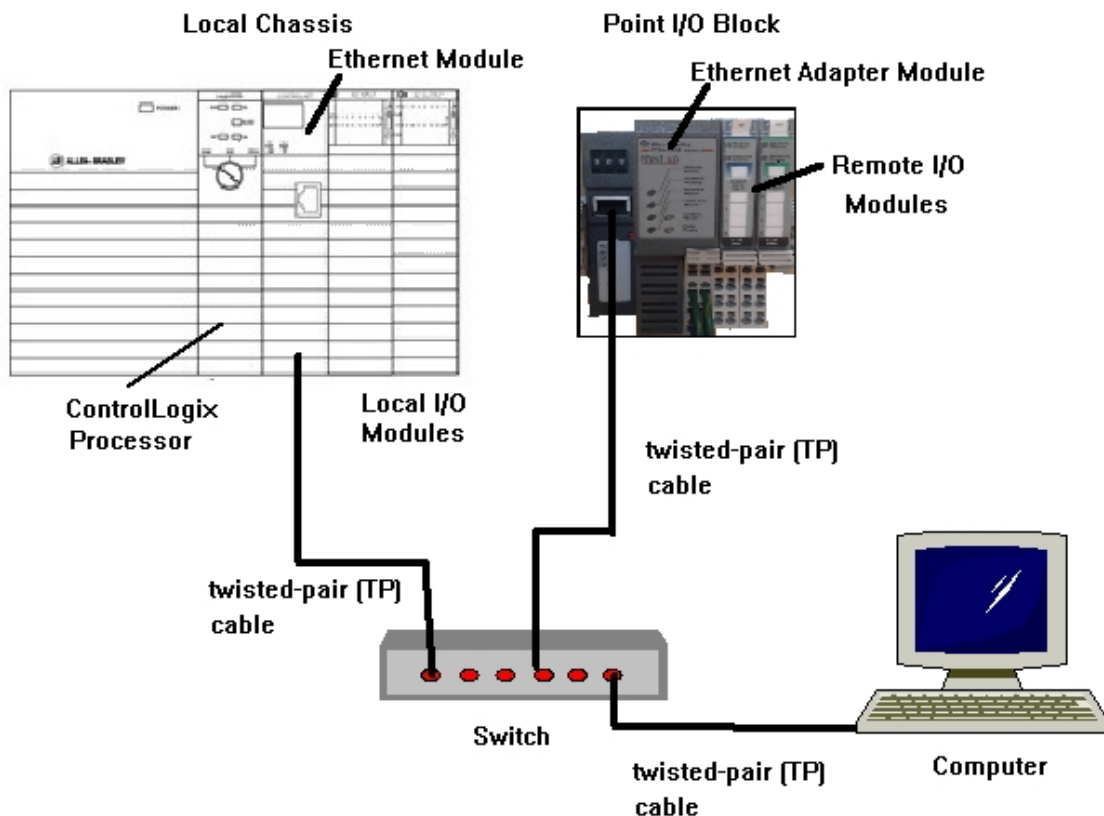 Local Chassis
Point I/O Block
Ethernet Module
Ethernet Adapter Module
ALLEN-BRADLEY
POINT I/O
Remote I/O
Modules
ControlLogix
Processor
Local I/O
Modules
twisted-pair (TP)
cable
twisted-pair (TP)
cable
Switch
twisted-pair (TP)
cable
Computer